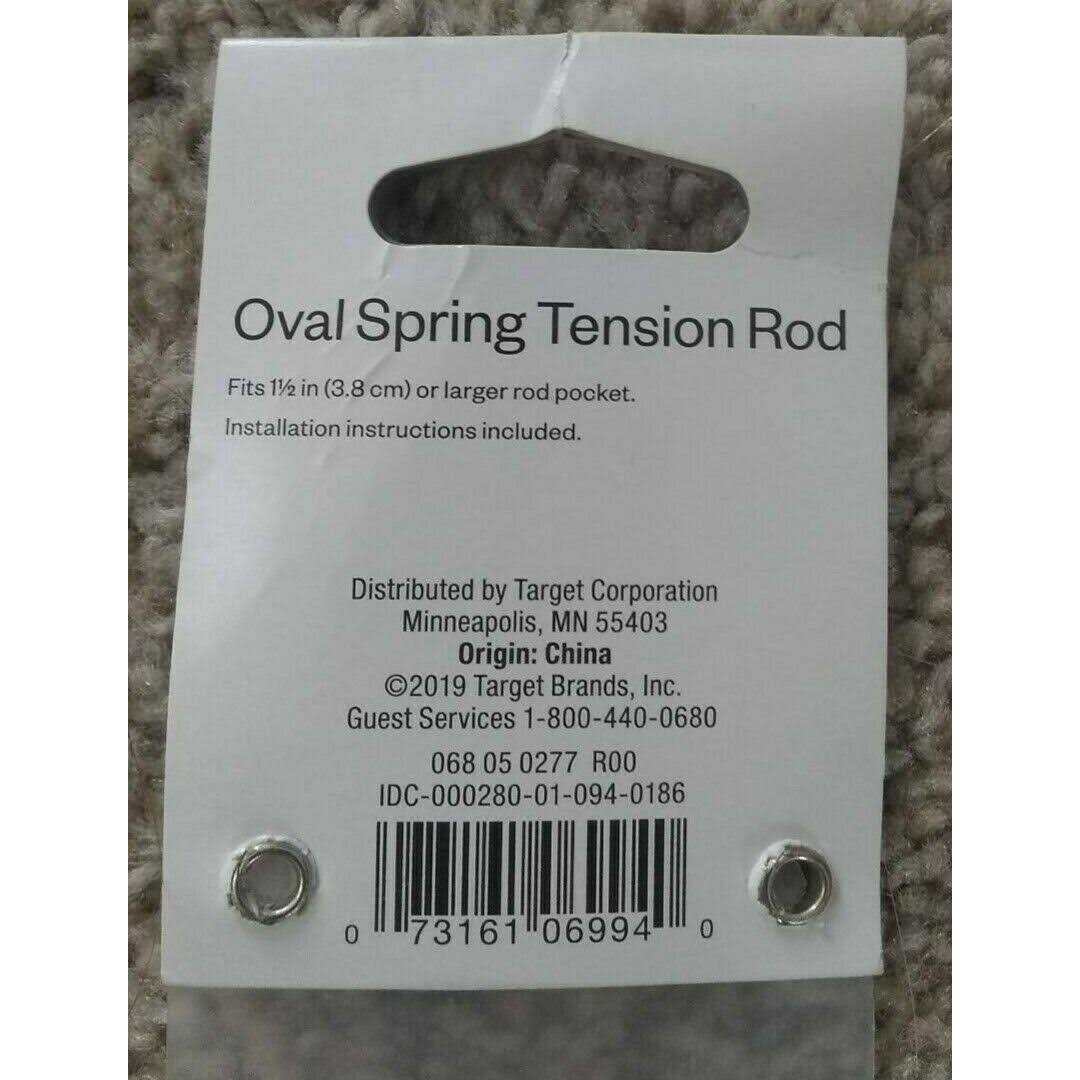 Oval Spring Tension Rod
Fits 1½ in (3.8 cm) or larger rod pocket.
Installation instructions included.
Distributed by Target Corporation
Minneapolis, MN 55403
Origin: China
©2019 Target Brands, Inc.
Guest Services 1-800-440-0680
068 05 0277 R00
IDC-000280-01-094-0186
0 73161 06994 0